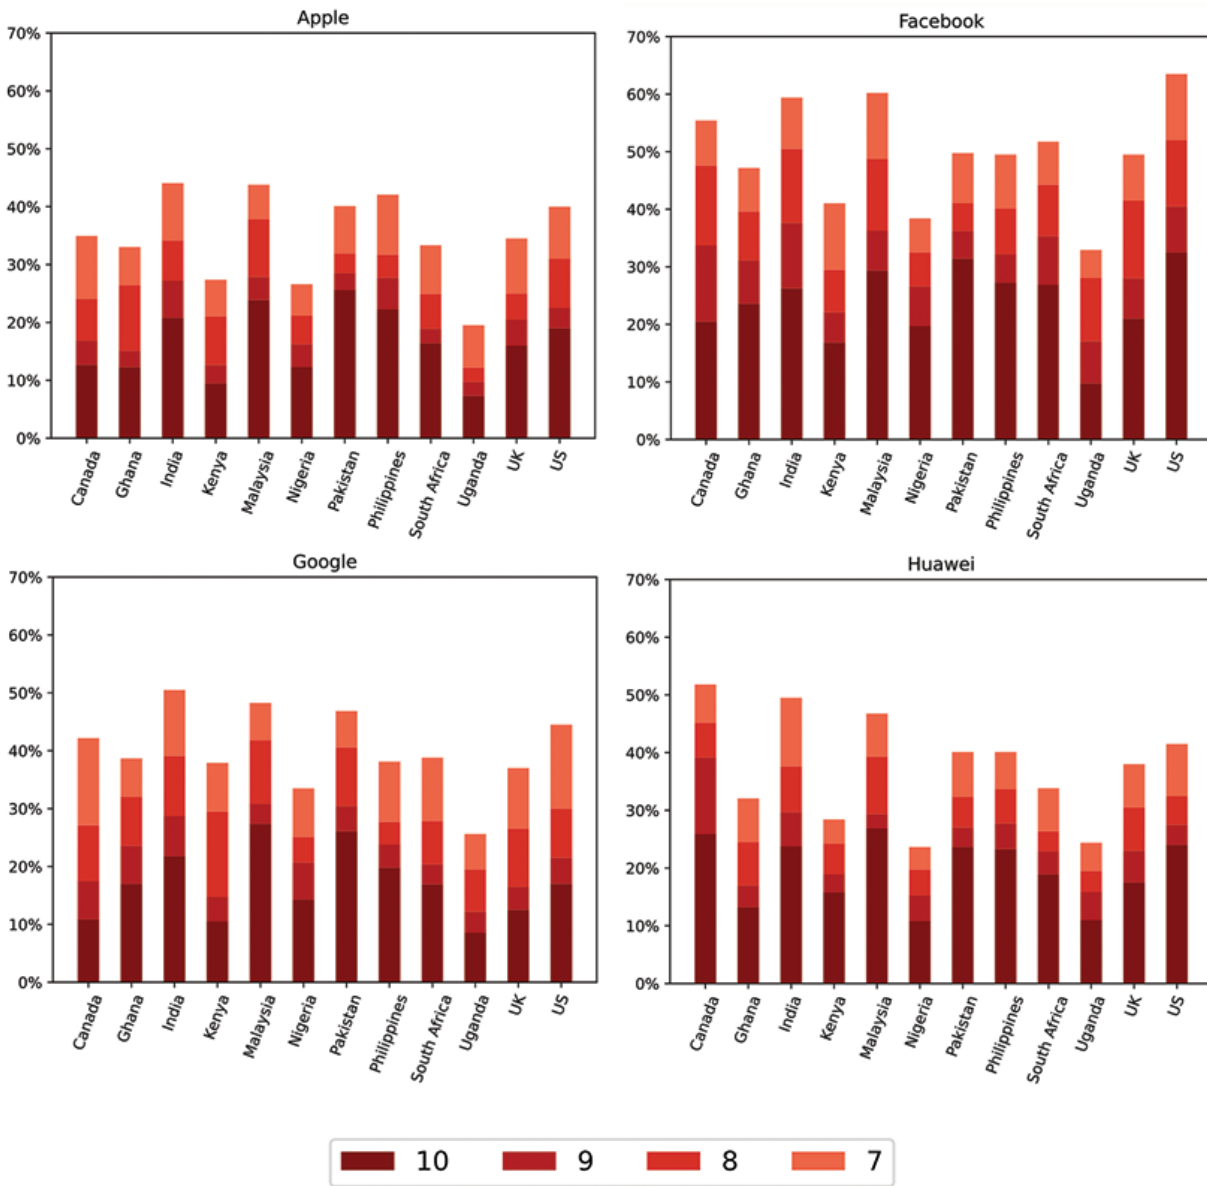 Apple
70%
60%
50%
40%
30%
20%
10%
0%
Canada
Ghana
India
Kenya
Malaysia
Nigeria
Pakistan
Philippines
South Africa
Uganda
UK
US
Facebook
70%
60%
50%
40%
30%
20%
10%
0%
Canada
Ghana
India
Kenya
Malaysia
Nigeria
Pakistan
Philippines
South Africa
Uganda
UK
US
Google
70%
60%
50%
40%
30%
20%
10%
0%
Canada
Ghana
India
Kenya
Malaysia
Nigeria
Pakistan
Philippines
South Africa
Uganda
UK
US
Huawei
70%
60%
50%
40%
30%
20%
10%
0%
Canada
Ghana
India
Kenya
Malaysia
Nigeria
Pakistan
Philippines
South Africa
Uganda
UK
US
10 9 8 7